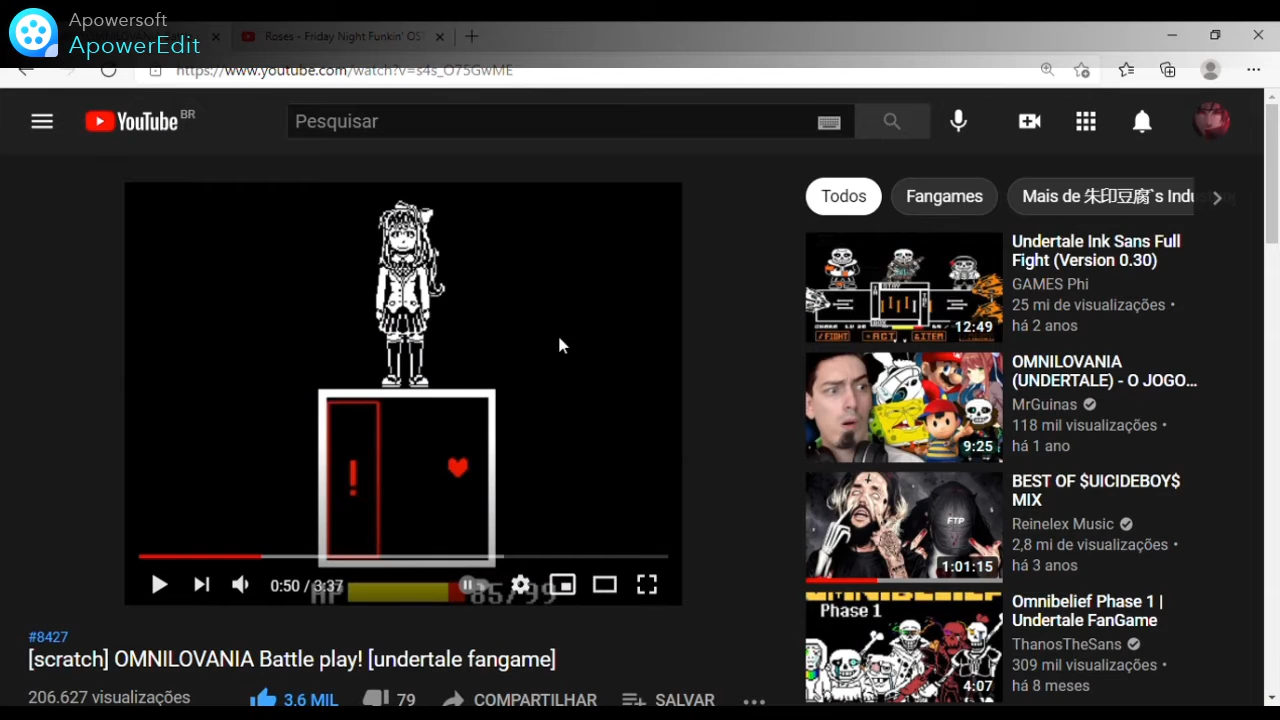 Apowersoft
ApowerEdit
Roses - Friday Night Funkin' OST
https://www.youtube.com/watch?v=s4s_O75GwME
YouTube BR
Pesquisar
Todos
Fangames
Mais de 朱印豆腐`s Indu
Undertale Ink Sans Full
Fight (Version 0.30)
GAMES Phi
25 mi de visualizações •
há 2 anos
12:49
OMNILOVANIA
(UNDERTALE) - O JOGO...
MrGuinas
118 mil visualizações •
há 1 ano
9:25
BEST OF $UICIDEBOY$
MIX
Reinelex Music
2,8 mi de visualizações •
há 3 anos
FTP
1:01:15
Omnibelief Phase 1 |
Undertale FanGame
ThanosTheSans
309 mil visualizações •
há 8 meses
Phase 1
4:07
!
0:50 / 3:37
HP
85/99
#8427
[scratch] OMNILOVANIA Battle play! [undertale fangame]
206.627 visualizações
3,6 MIL
79
COMPARTILHAR
SALVAR